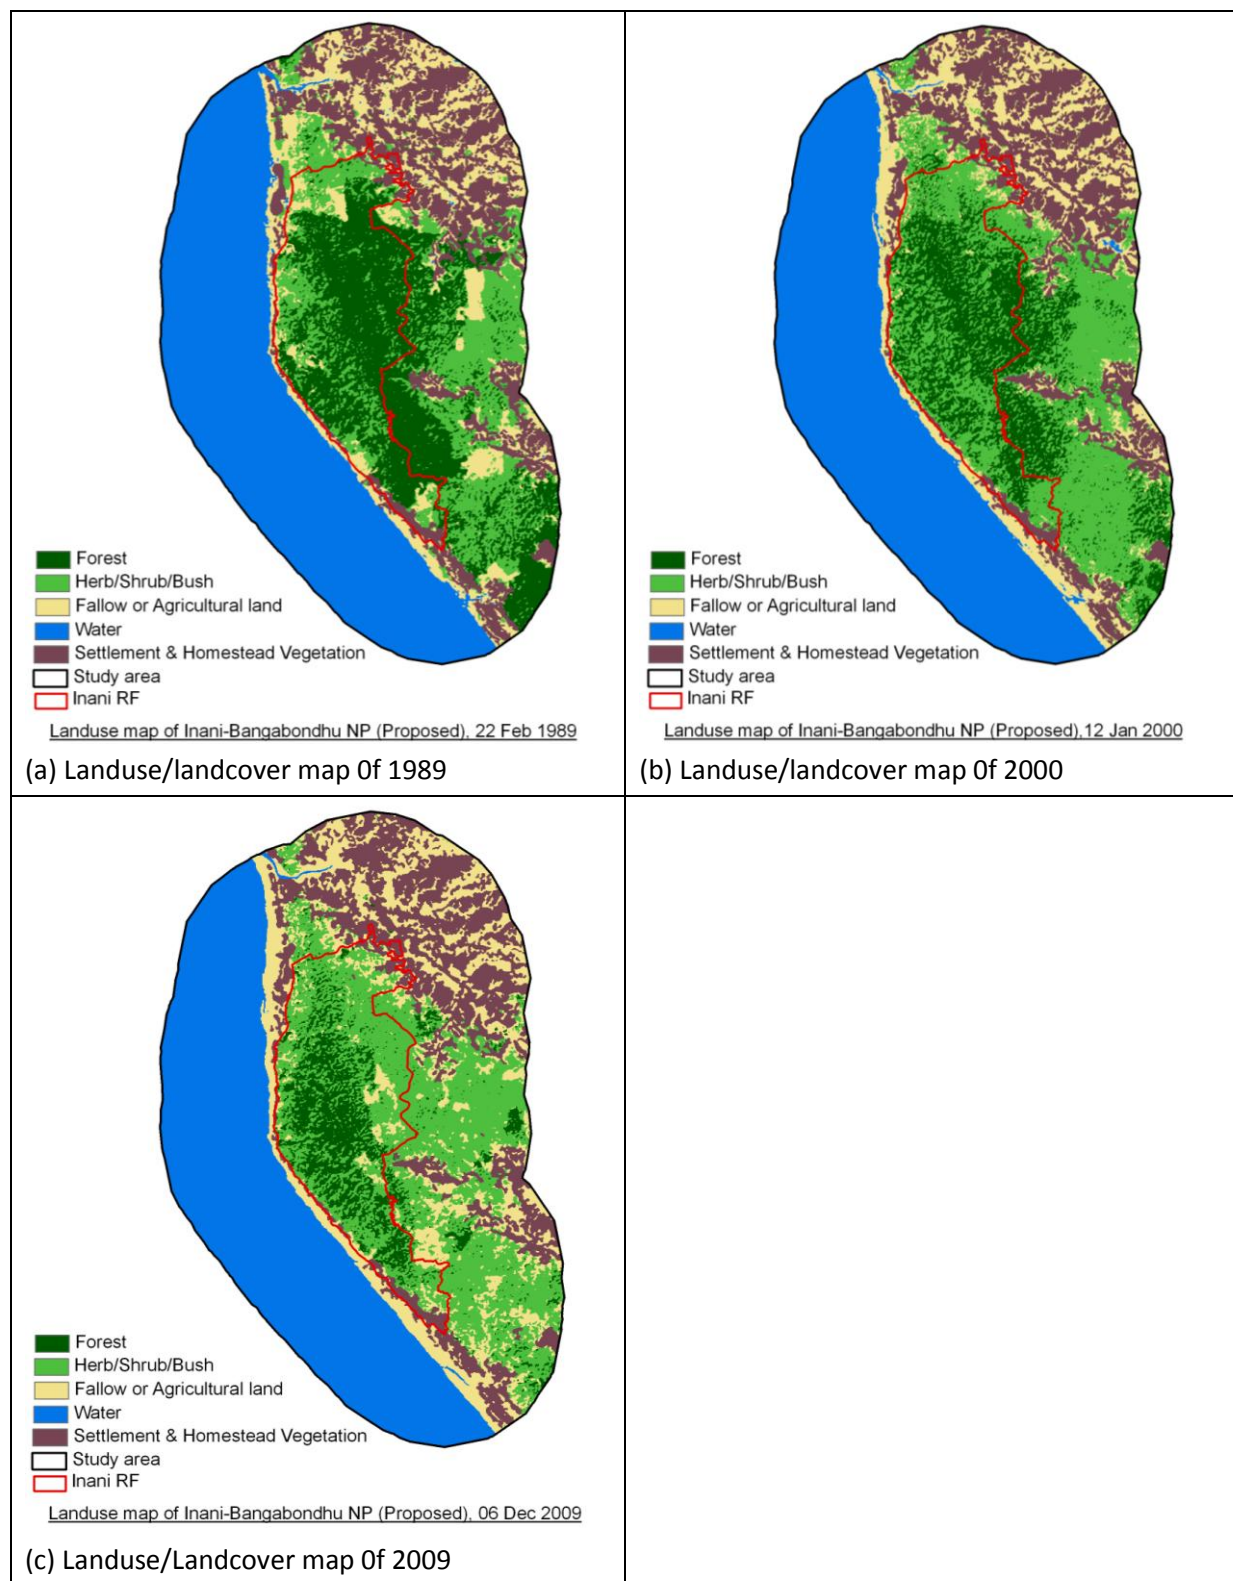 Forest
Herb/Shrub/Bush
Fallow or Agricultural land
Water
Settlement & Homestead Vegetation
Study area
Inani RF
Landuse map of Inani-Bangabondhu NP (Proposed), 22 Feb 1989
(a) Landuse/landcover map 0f 1989
Forest
Herb/Shrub/Bush
Fallow or Agricultural land
Water
Settlement & Homestead Vegetation
Study area
Inani RF
Landuse map of Inani-Bangabondhu NP (Proposed),12 Jan 2000
(b) Landuse/landcover map 0f 2000
Forest
Herb/Shrub/Bush
Fallow or Agricultural land
Water
Settlement & Homestead Vegetation
Study area
Inani RF
Landuse map of Inani-Bangabondhu NP (Proposed), 06 Dec 2009
(c) Landuse/Landcover map 0f 2009